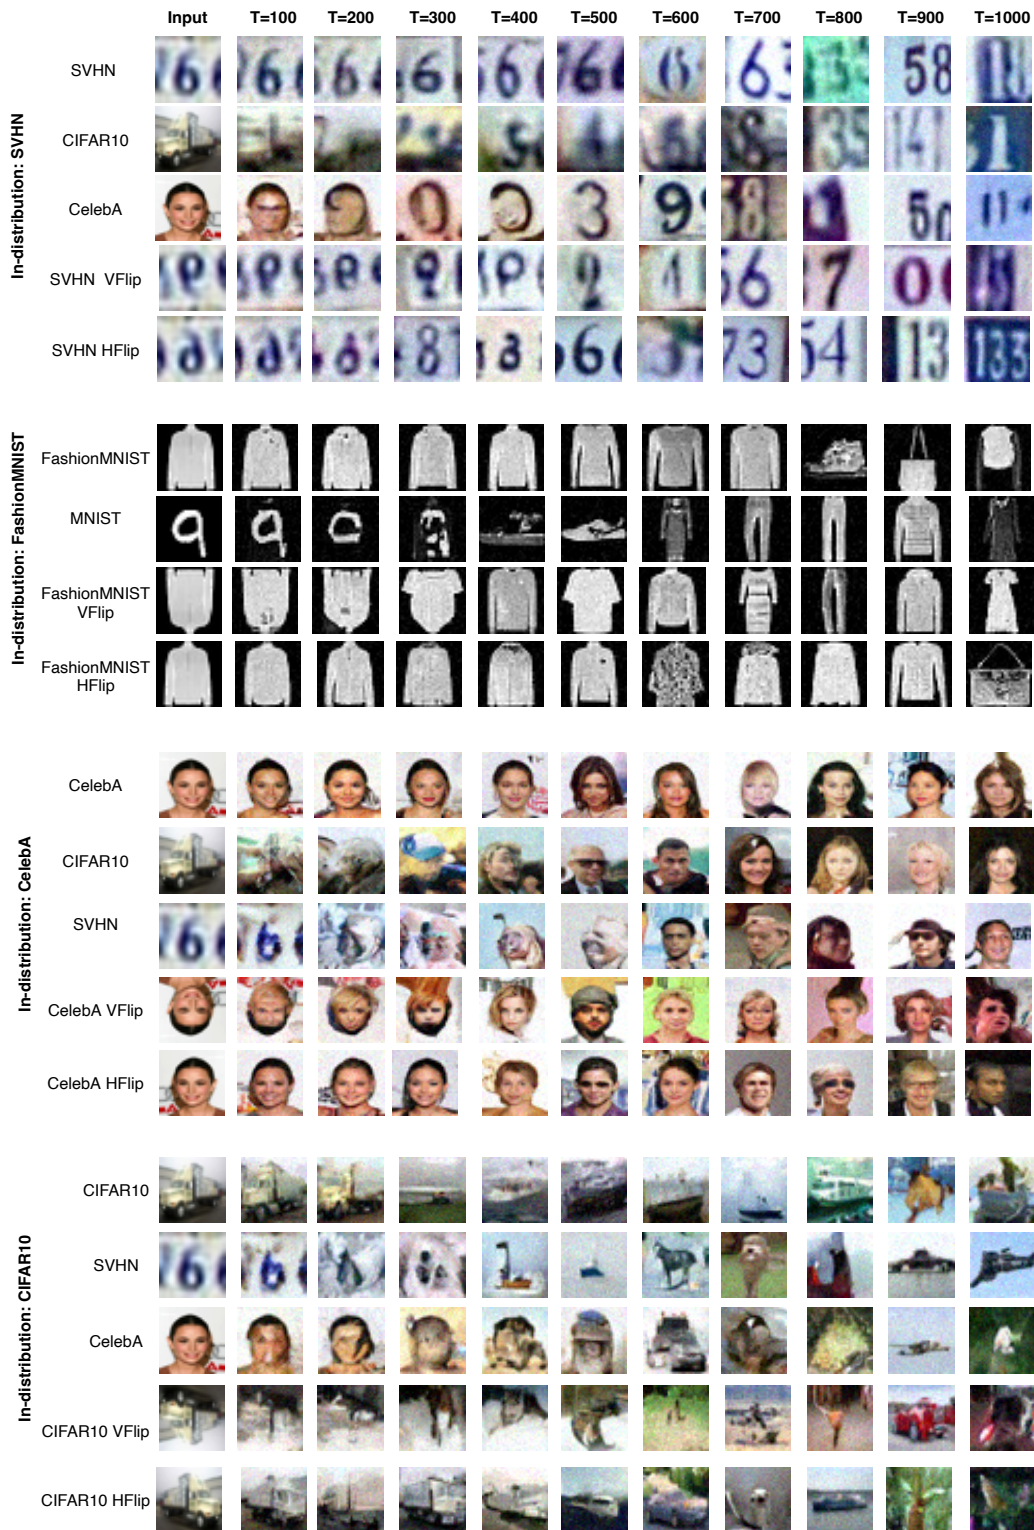 Input T=100 T=200 T=300 T=400 T=500 T=600 T=700 T=800 T=900 T=1000
In-distribution: SVHN
SVHN
CIFAR10
CelebA
SVHN VFlip
SVHN HFlip
In-distribution: FashionMNIST
FashionMNIST
MNIST
FashionMNIST
VFlip
FashionMNIST
HFlip
In-distribution: CelebA
CelebA
CIFAR10
SVHN
CelebA VFlip
CelebA HFlip
In-distribution: CIFAR10
CIFAR10
SVHN
CelebA
CIFAR10 VFlip
CIFAR10 HFlip